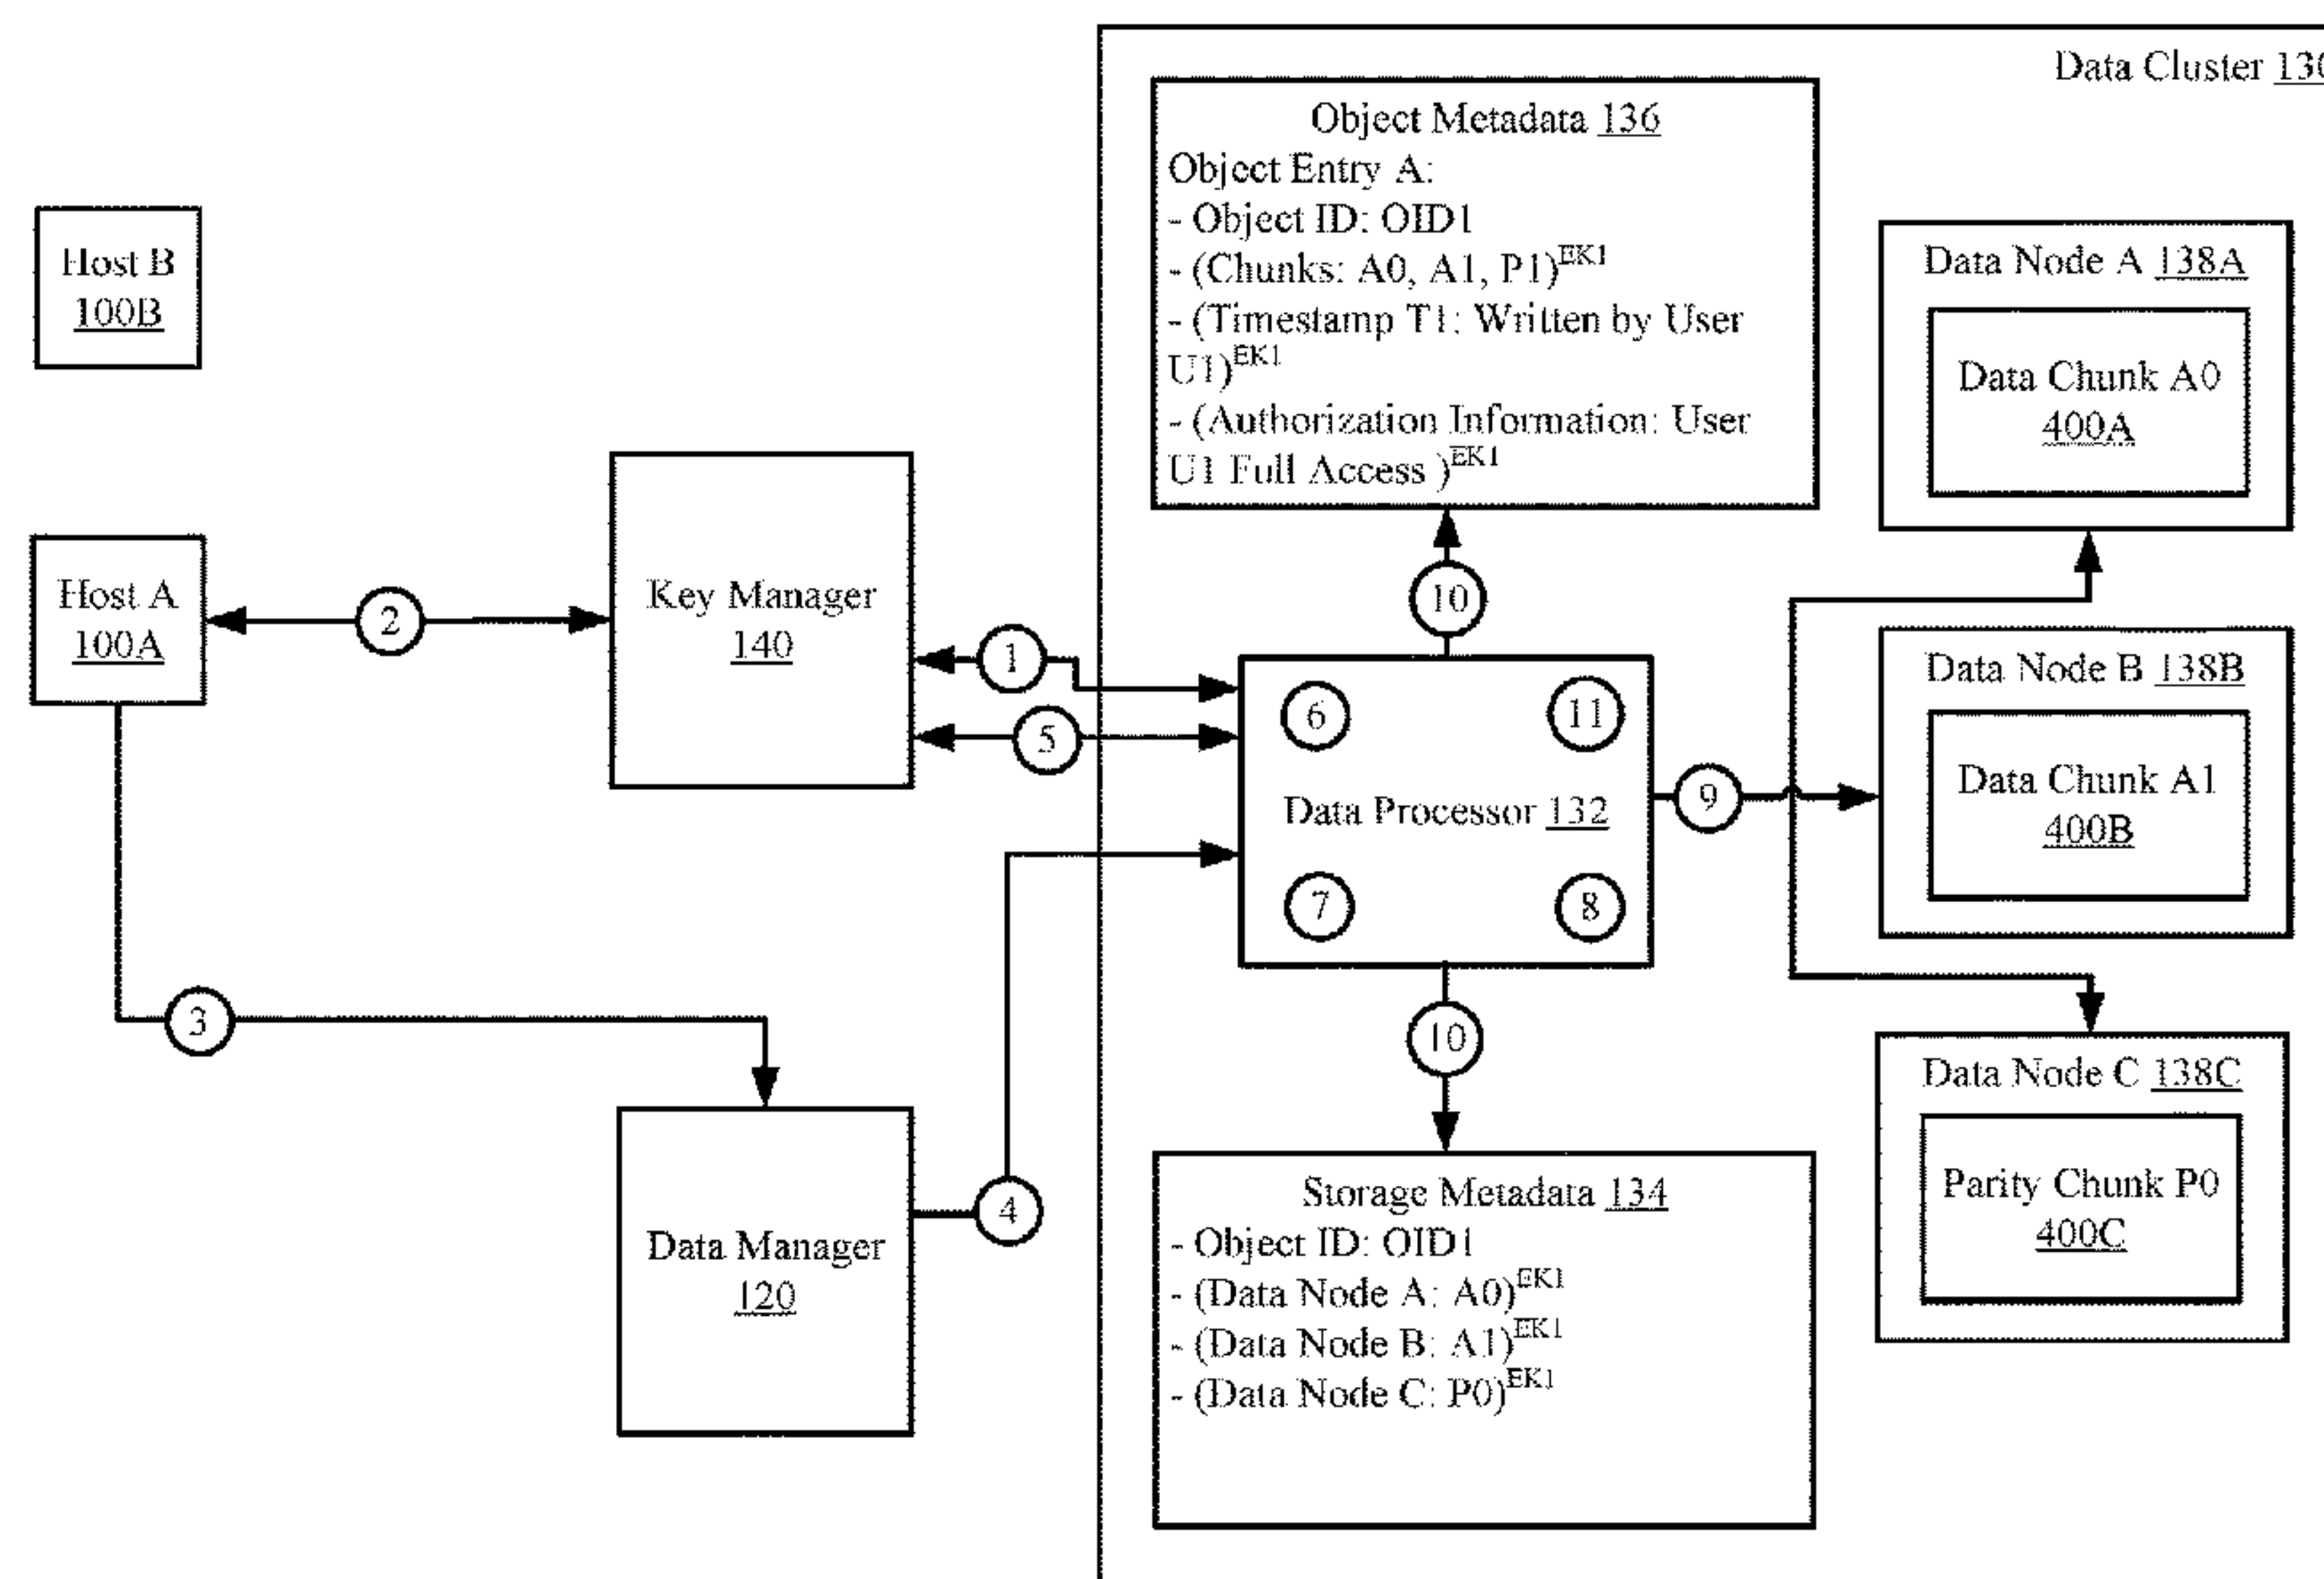 Data Cluster 130
Object Metadata 136
Object Entry A:
- Object ID: OID1
- (Chunks: A0, A1, P1)EK1
- (Timestamp T1: Written by User
U1)EK1
- (Authorization Information: User
U1 Full Access )EK1
Host B
100B
Data Node A 138A
Data Chunk A0
400A
Host A
100A
2
Key Manager
140
1
5
10
6
11
Data Processor 132
7
8
9
Data Node B 138B
Data Chunk A1
400B
3
10
Data Manager
120
4
Storage Metadata 134
- Object ID: OID1
- (Data Node A: A0)EK1
- (Data Node B: A1)EK1
- (Data Node C: P0)EK1
Data Node C 138C
Parity Chunk P0
400C